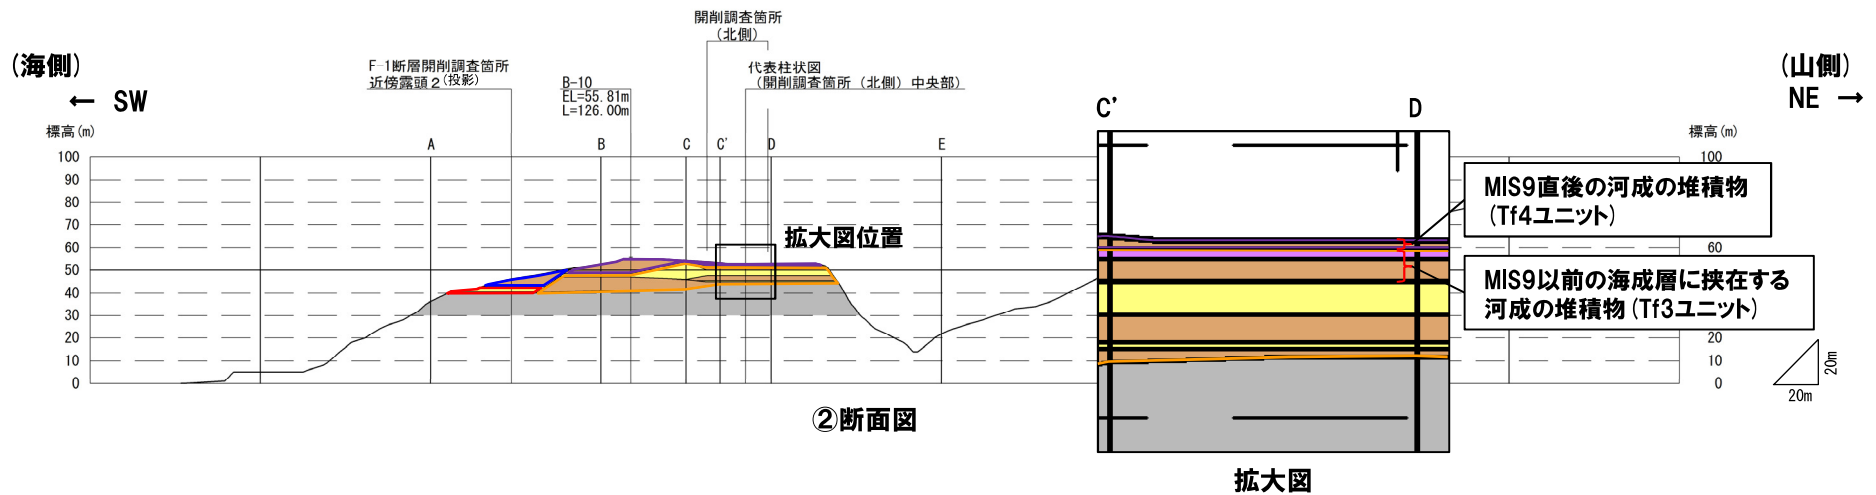 開削調査箇所
(北側)
(海側)
← SW
F-1断層開削調査箇所
近傍露頭2(投影)
B-10
EL=55.81m
L=126.00m
代表柱状図
(開削調査箇所(北側)中央部)
(山側)
NE →
標高(m)
A
B
C
C'
D
E
C'
D
標高(m)
100
90
80
70
60
50
40
30
20
10
0
拡大図位置
100
60
20
10
0
MIS9直後の河成の堆積物
(Tf4ユニット)
MIS9以前の海成層に挟在する
河成の堆積物(Tf3ユニット)
20m
20m
②断面図
拡大図